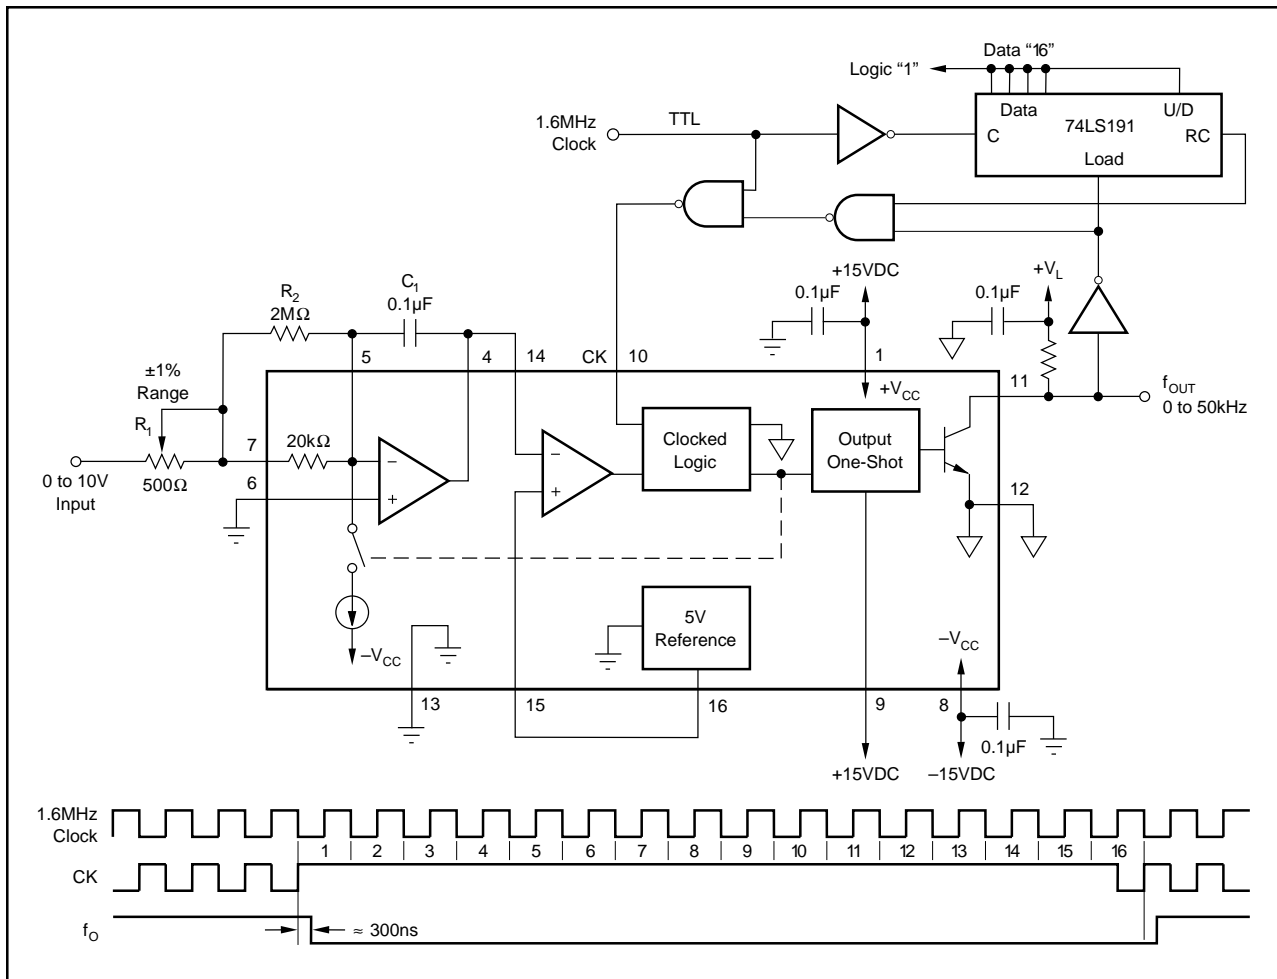 Data “16”
Logic “1”
1.6MHz
Clock
TTL
Data
U/D
74LS191
C
RC
Load
+15VDC
0.1µF
+V_L
0.1µF
R_2
2MΩ
C_1
0.1µF
5
4
14
CK
10
1
11
f_OUT
0 to 50kHz
±1%
Range
R_1
+V_CC
7
20kΩ
–
+
–
+
Clocked
Logic
Output
One-Shot
0 to 10V
Input
500Ω
6
12
5V
Reference
–V_CC
–V_CC
13
15
16
9
8
0.1µF
+15VDC
–15VDC
1.6MHz
Clock
1 2 3 4 5 6 7 8 9 10 11 12 13 14 15 16
CK
f_O
≈ 300ns